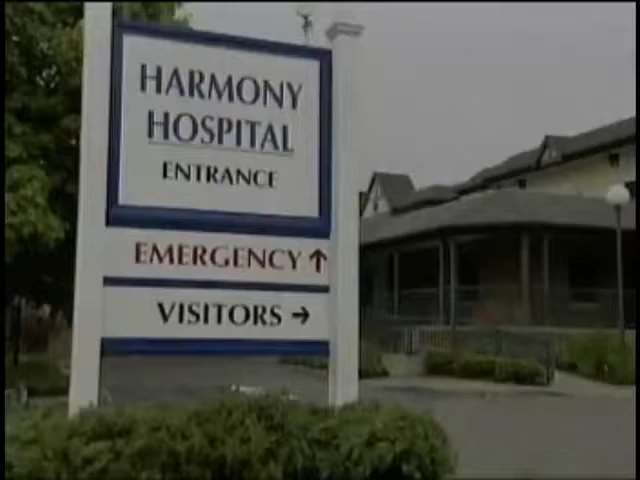 HARMONY
HOSPITAL
ENTRANCE
EMERGENCY ↑
VISITORS →